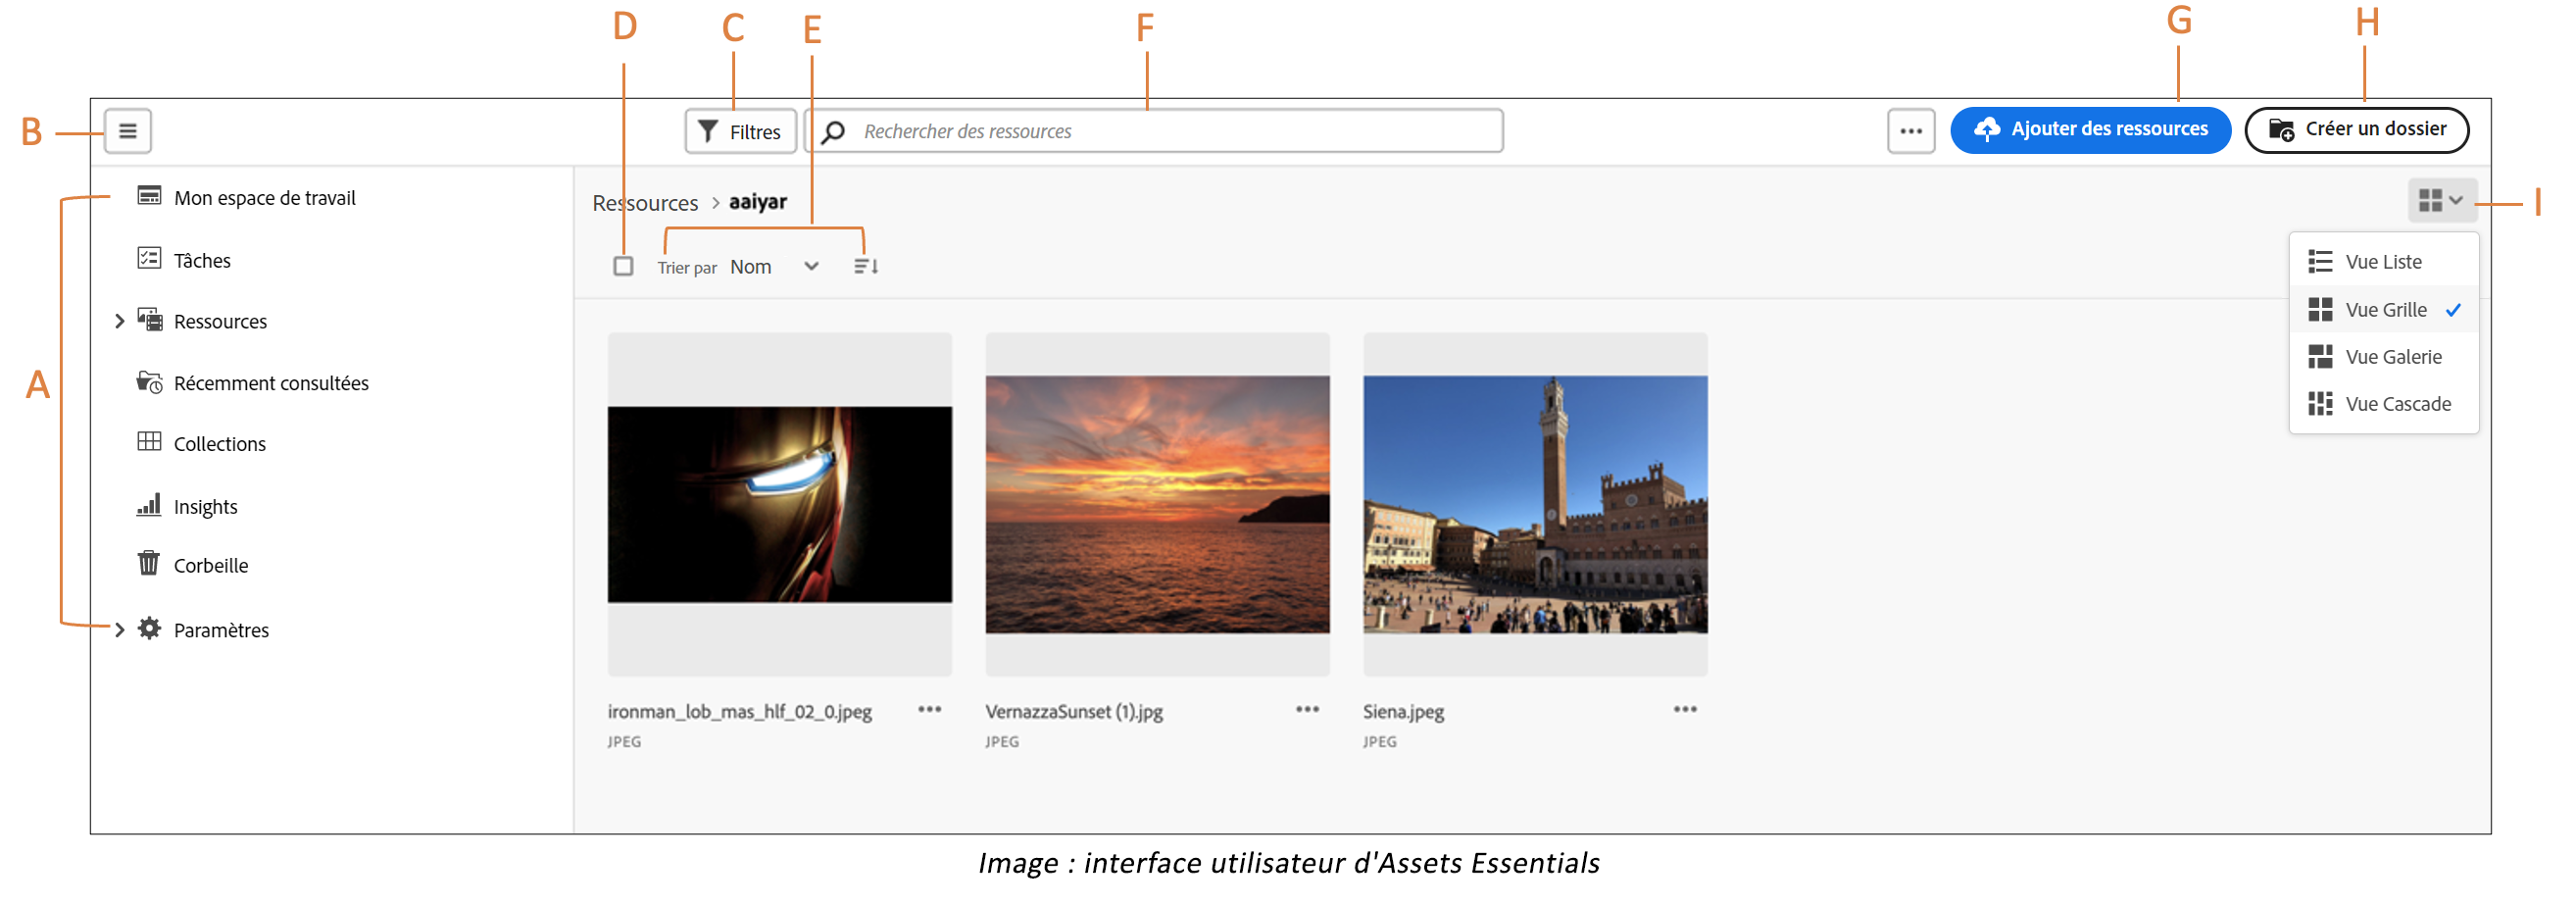 D C E F G H
B
Filtres
Rechercher des ressources
Ajouter des ressources
Créer un dossier
A
Mon espace de travail
Tâches
Ressources
Récemment consultées
Collections
Insights
Corbeille
Paramètres
Ressources > aaiyar
I
Trier par Nom
Vue Liste
Vue Grille
Vue Galerie
Vue Cascade
ironman_lob_mas_hlf_02_0.jpeg
JPEG
VernazzaSunset (1).jpg
JPEG
Siena.jpeg
JPEG
Image : interface utilisateur d'Assets Essentials